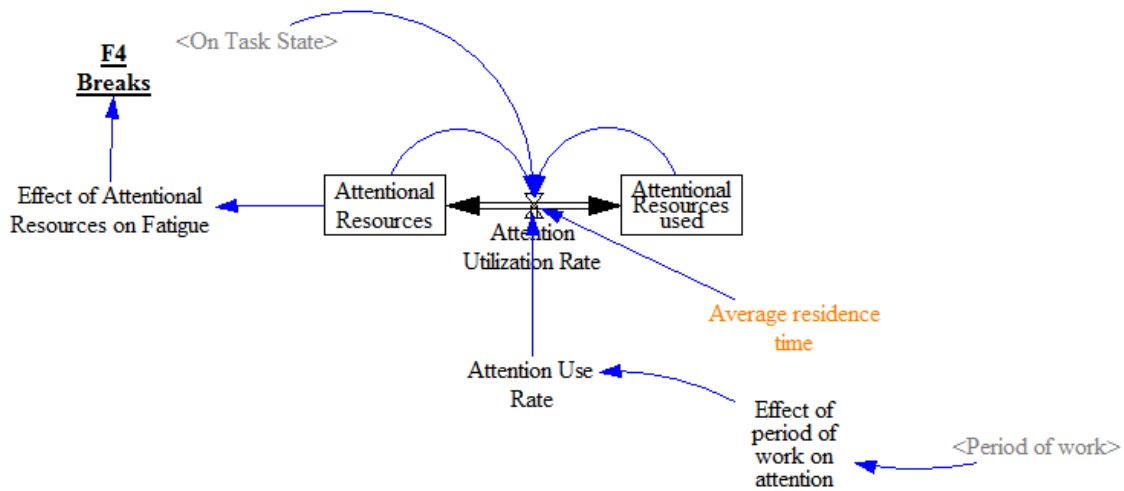 <On Task State>
F4
Breaks
Effect of Attentional
Resources on Fatigue
Attentional
Resources
Attentional
Resources
used
Attention
Utilization Rate
Average residence
time
Attention Use
Rate
Effect of
period of
work on
attention
<Period of work>